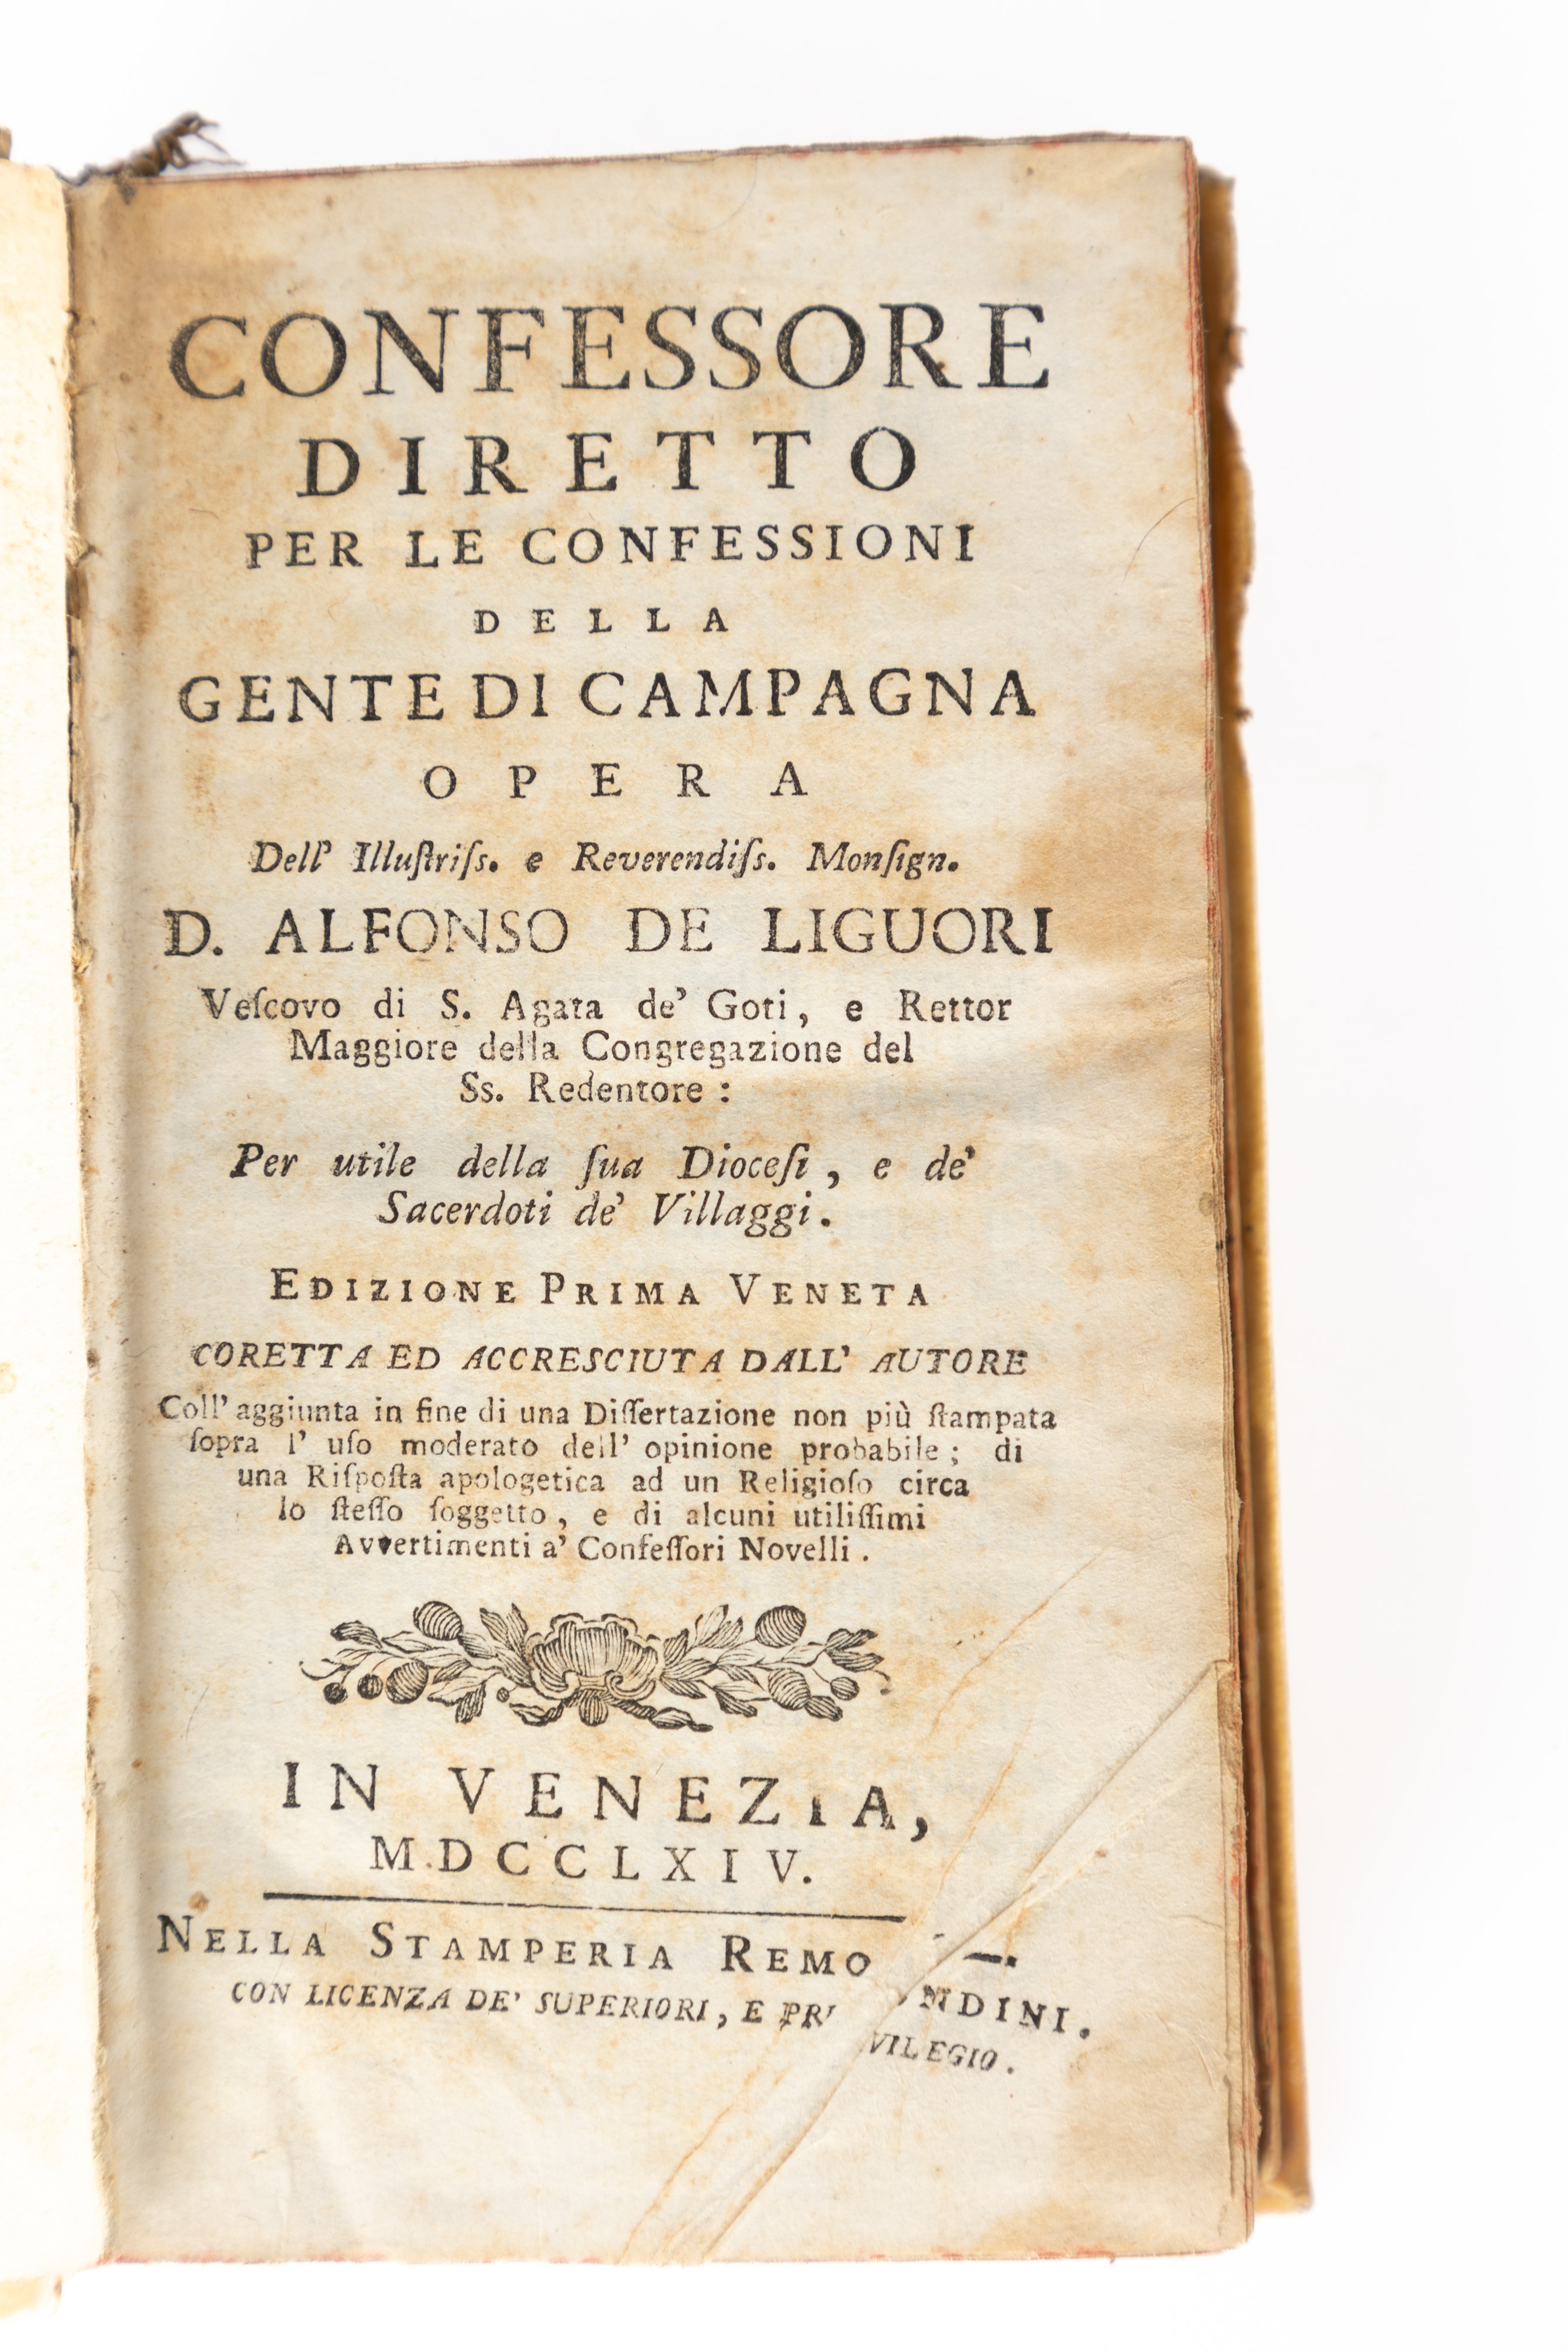 CONFESSORE
DIRETTO
PER LE CONFESSIONI
DELLA
GENTE DI CAMPAGNA
OPERA
Dell' Illuſtriſs. e Reverendiſs. Monſign.
D. ALFONSO DE LIGUORI
Veſcovo di S. Agata de' Goti, e Rettor
Maggiore della Congregazione del
Ss. Redentore :
Per utile della ſua Dioceſi, e de'
Sacerdoti de' Villaggi.
EDIZIONE PRIMA VENETA
CORETTA ED ACCRESCIUTA DALL' AUTORE
Coll' aggiunta in fine di una Diſſertazione non più ſtampata
ſopra l' uſo moderato dell' opinione probabile; di
una Riſpoſta apologetica ad un Religioſo circa
lo ſteſſo ſoggetto, e di alcuni utiliſſimi
Avvertimenti a' Confeſſori Novelli.
IN VENEZIA,
MDCCLXIV.
NELLA STAMPERIA REMONDINI.
CON LICENZA DE' SUPERIORI, E PRIVILEGIO.